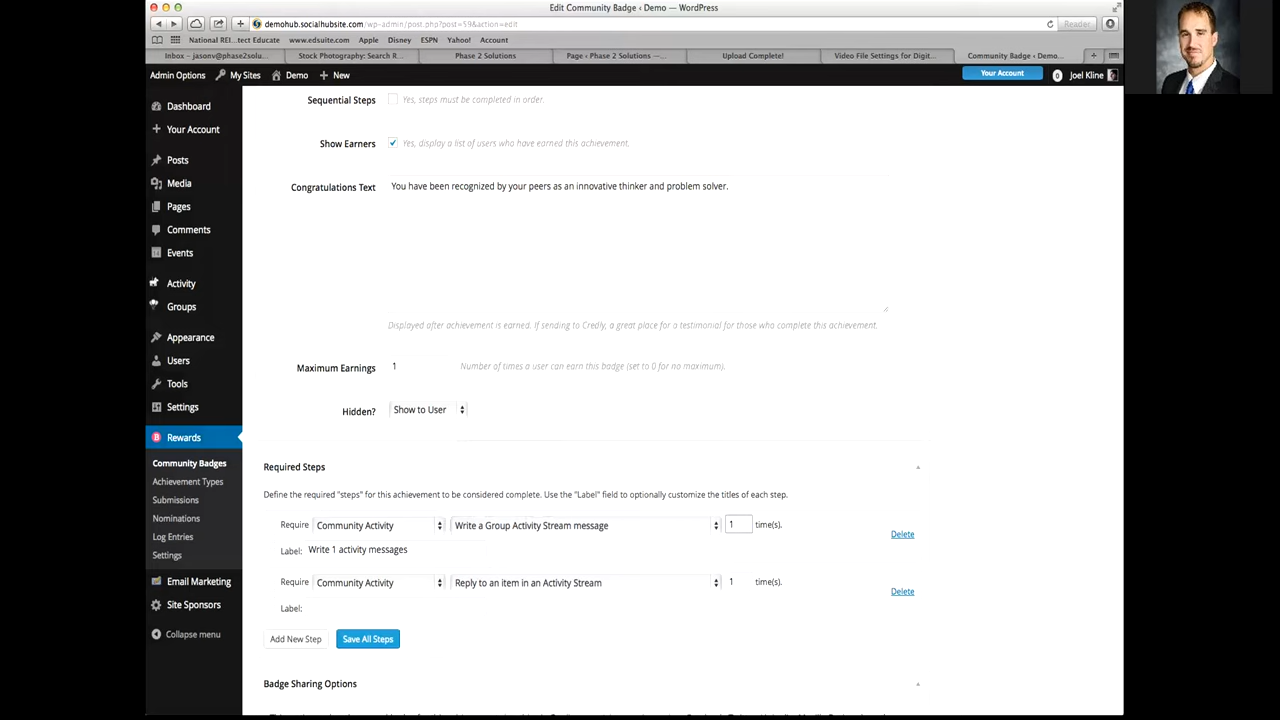 Edit Community Badge ‹ Demo — WordPress
demohub.socialhubsite.com/wp-admin/post.php?post=59&action=edit
Reader
National REI...tect Educate www.edsuite.com Apple Disney ESPN Yahoo! Account
Inbox – jasonv@phase2solu... Stock Photography: Search R... Phase 2 Solutions Page ‹ Phase 2 Solutions —... Upload Complete! Video File Settings for Digit... Community Badge ‹ Demo...
Admin Options My Sites Demo + New Your Account 0 Joel Kline
Dashboard
Your Account
Posts
Media
Pages
Comments
Events
Activity
Groups
Appearance
Users
Tools
Settings
Rewards
Community Badges
Achievement Types
Submissions
Nominations
Log Entries
Settings
Email Marketing
Site Sponsors
Collapse menu
Sequential Steps Yes, steps must be completed in order.
Show Earners Yes, display a list of users who have earned this achievement.
Congratulations Text You have been recognized by your peers as an innovative thinker and problem solver.
Displayed after achievement is earned. If sending to Credly, a great place for a testimonial for those who complete this achievement.
Maximum Earnings 1 Number of times a user can earn this badge (set to 0 for no maximum).
Hidden? Show to User
Required Steps
Define the required "steps" for this achievement to be considered complete. Use the "Label" field to optionally customize the titles of each step.
Require Community Activity Write a Group Activity Stream message 1 time(s).
Delete
Label: Write 1 activity messages
Require Community Activity Reply to an item in an Activity Stream 1 time(s).
Delete
Label:
Add New Step Save All Steps
Badge Sharing Options